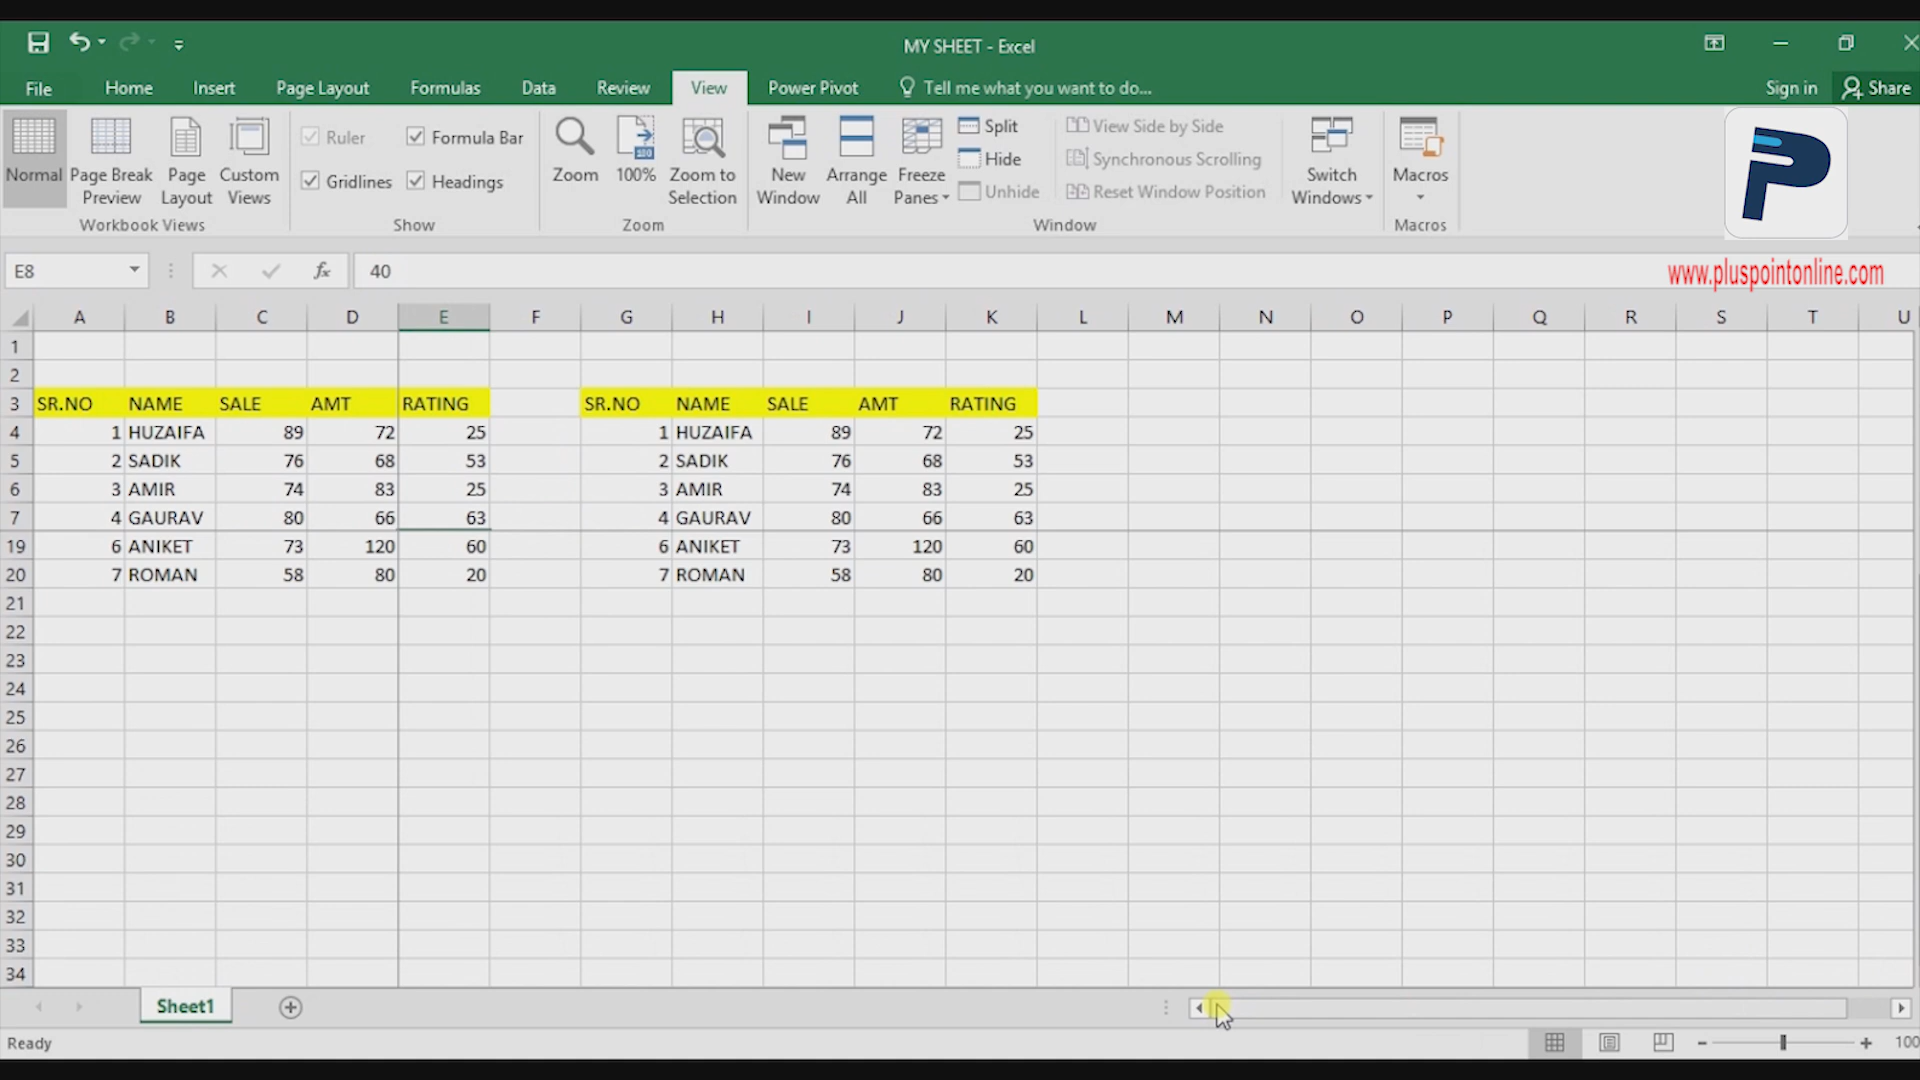 MY SHEET - Excel
File Home Insert Page Layout Formulas Data Review View Power Pivot Tell me what you want to do... Sign in Share
Normal Page Break Preview Page Layout Custom Views
Workbook Views
Ruler Formula Bar
Gridlines Headings
Show
Zoom 100% Zoom to Selection
Zoom
New Window Arrange All Freeze Panes
Split
Hide
Unhide
View Side by Side
Synchronous Scrolling
Reset Window Position
Switch Windows
Window
Macros
Macros
P
www.pluspointonline.com
E8 fx 40
A B C D E F G H I J K L M N O P Q R S T U
1
2
3 SR.NO NAME SALE AMT RATING SR.NO NAME SALE AMT RATING
4 1 HUZAIFA 89 72 25 1 HUZAIFA 89 72 25
5 2 SADIK 76 68 53 2 SADIK 76 68 53
6 3 AMIR 74 83 25 3 AMIR 74 83 25
7 4 GAURAV 80 66 63 4 GAURAV 80 66 63
19 6 ANIKET 73 120 60 6 ANIKET 73 120 60
20 7 ROMAN 58 80 20 7 ROMAN 58 80 20
21
22
23
24
25
26
27
28
29
30
31
32
33
34
Sheet1
Ready 100